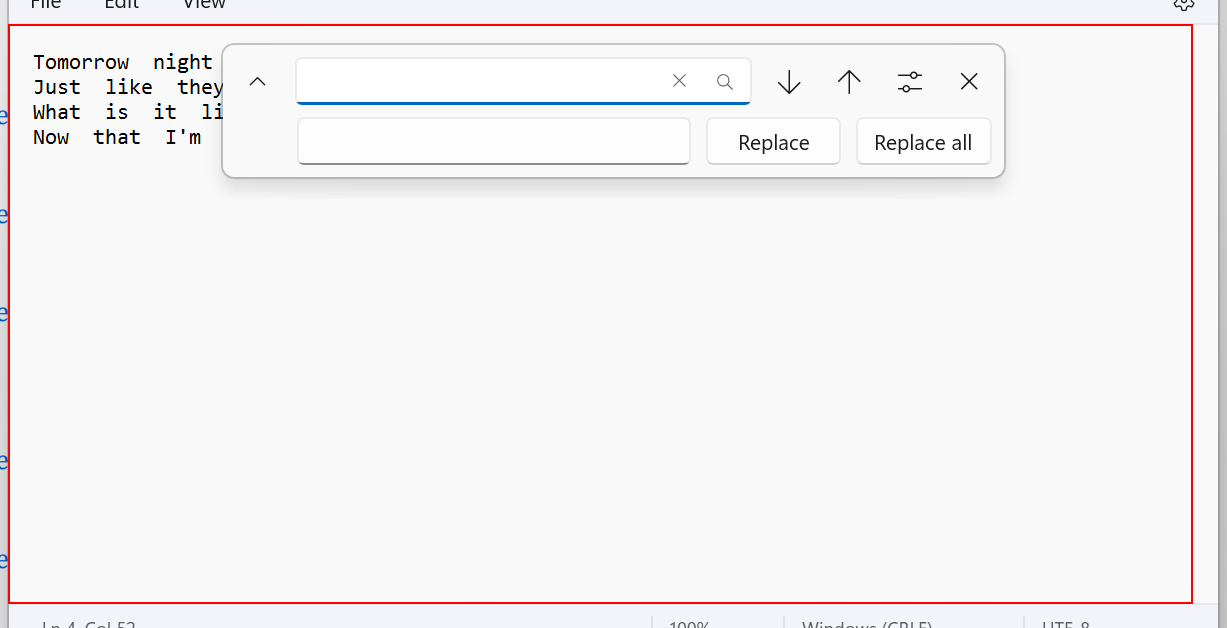 File Edit View
Tomorrow night
Just like they
What is it li
Now that I'm
Replace Replace all
Ln 4, Col 53 100% Windows (CRLF) UTF-8